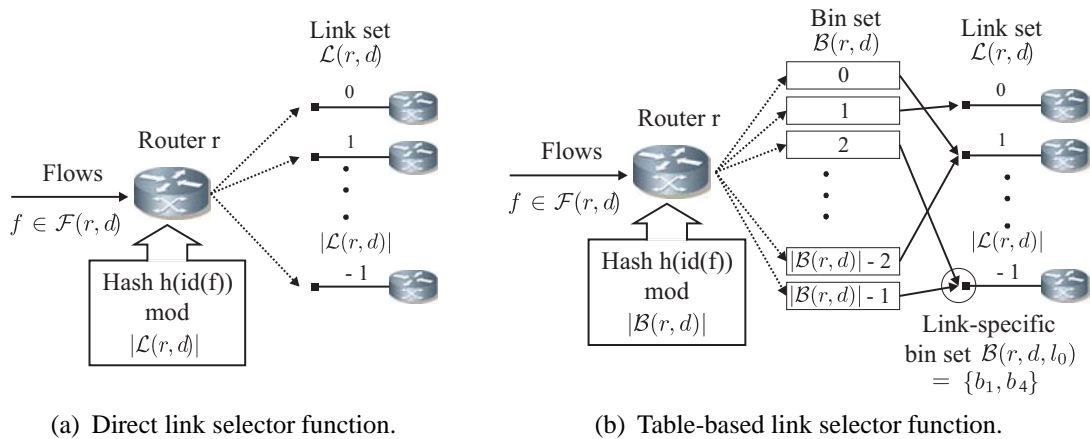 Link set
ℒ(r, d)
0
Router r
1
Flows
f ∈ ℱ(r, d)
|ℒ(r, d)|
- 1
Hash h(id(f))
mod
|ℒ(r, d)|
(a) Direct link selector function.
Bin set
ℬ(r, d)
Link set
ℒ(r, d)
0
0
1
Router r
2
1
Flows
f ∈ ℱ(r, d)
|ℒ(r, d)|
|ℬ(r, d)| - 2
- 1
|ℬ(r, d)| - 1
Hash h(id(f))
mod
|ℬ(r, d)|
Link-specific
bin set ℬ(r, d, l₀)
= {b₁, b₄}
(b) Table-based link selector function.